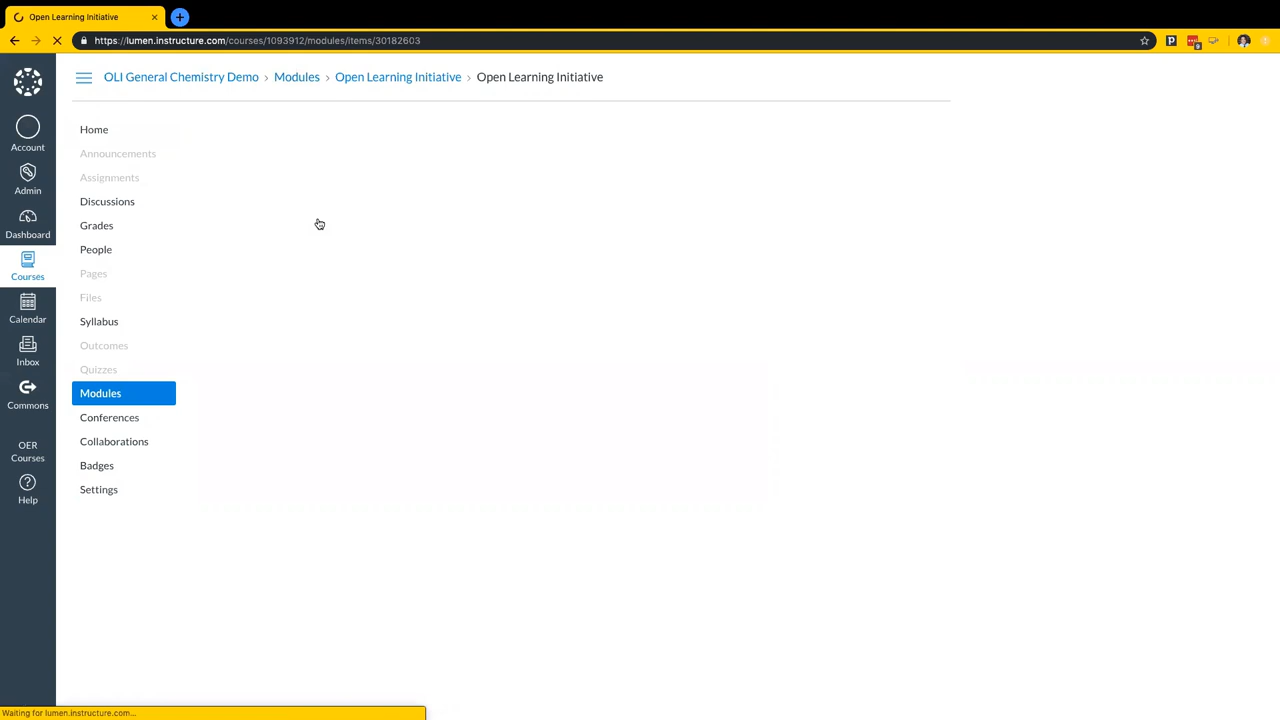 Open Learning Initiative
https://lumen.instructure.com/courses/1093912/modules/items/30182603
9
OLI General Chemistry Demo > Modules > Open Learning Initiative > Open Learning Initiative
Account
Admin
Dashboard
Courses
Calendar
Inbox
Commons
OER
Courses
Help
Home
Announcements
Assignments
Discussions
Grades
People
Pages
Files
Syllabus
Outcomes
Quizzes
Modules
Conferences
Collaborations
Badges
Settings
Waiting for lumen.instructure.com...